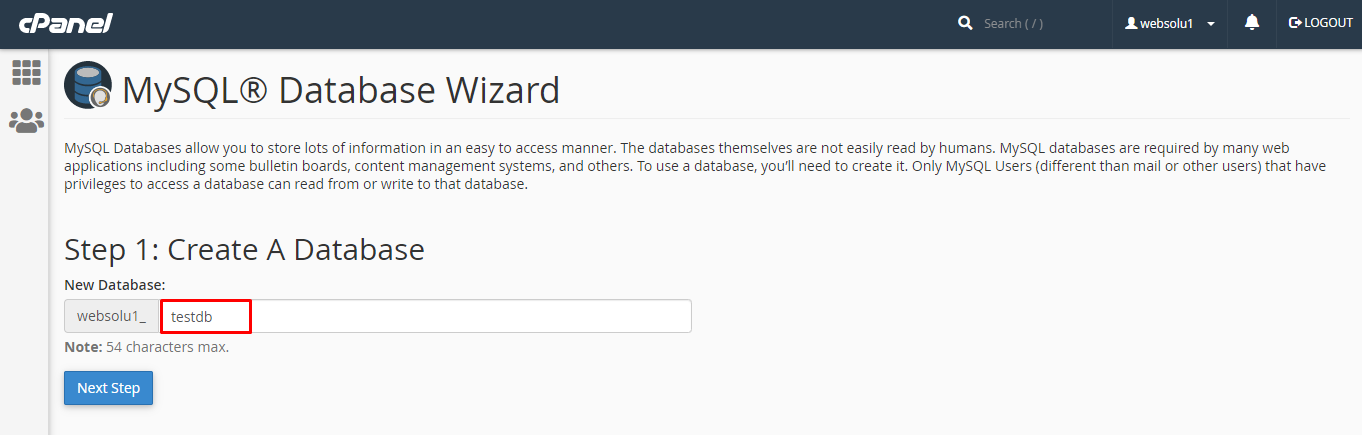 cPanel
Search ( / )
websolu1
LOGOUT
MySQL® Database Wizard
MySQL Databases allow you to store lots of information in an easy to access manner. The databases themselves are not easily read by humans. MySQL databases are required by many web
applications including some bulletin boards, content management systems, and others. To use a database, you’ll need to create it. Only MySQL Users (different than mail or other users) that have
privileges to access a database can read from or write to that database.
Step 1: Create A Database
New Database:
websolu1_ testdb
Note: 54 characters max.
Next Step